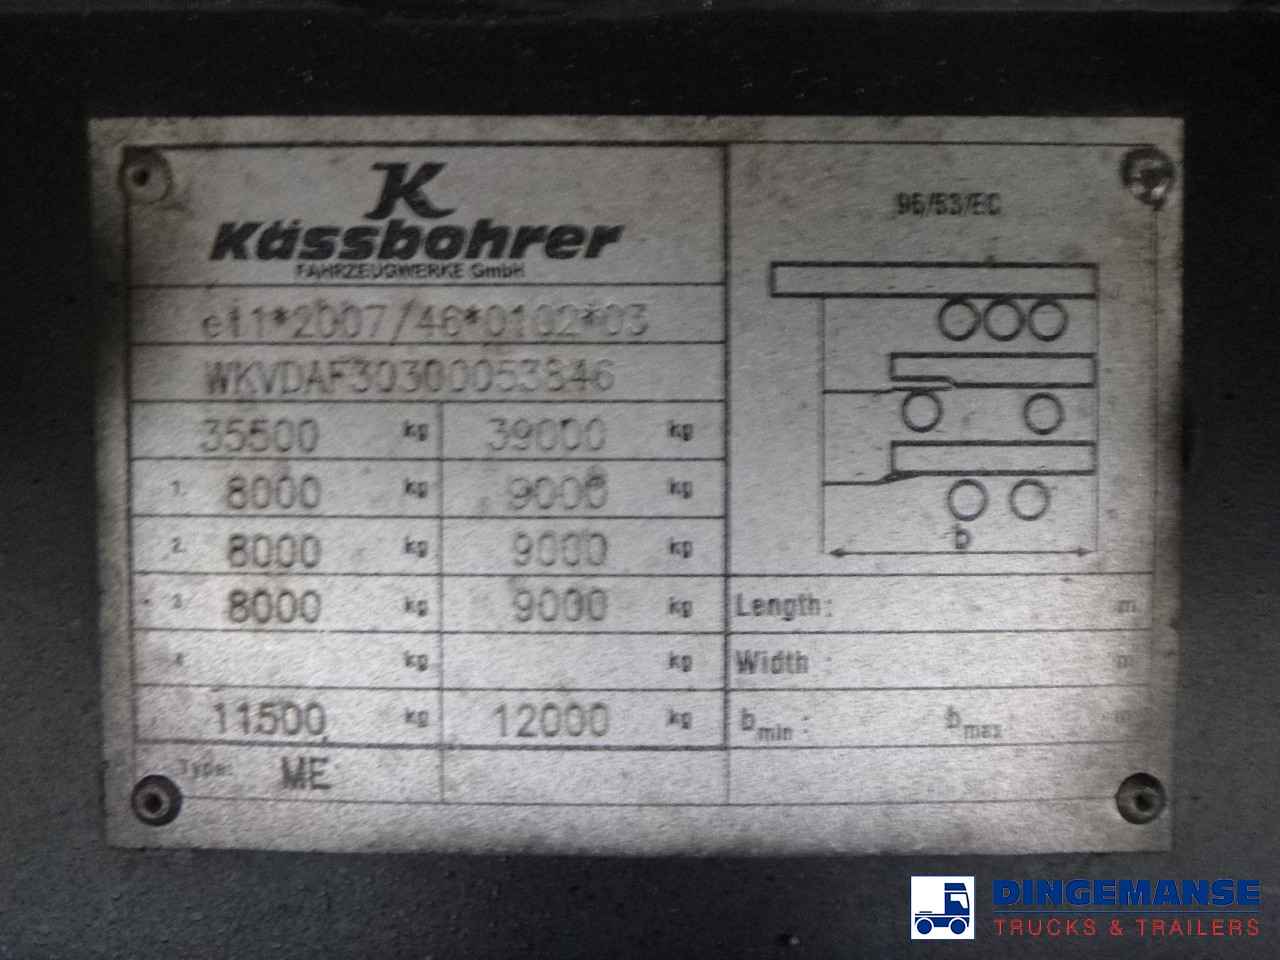 K
Kässbohrer
FAHRZEUGWERKE GmbH
e11*2007/46*0102*03
WKVDAF30300053846
35500 kg 39000 kg
1. 8000 kg 9000 kg
2. 8000 kg 9000 kg
3. 8000 kg 9000 kg
4. kg kg
11500 kg 12000 kg
Type: ME
96/53/EC
b
Length: m
Width : m
bmin : bmax
DINGEMANSE
TRUCKS & TRAILERS